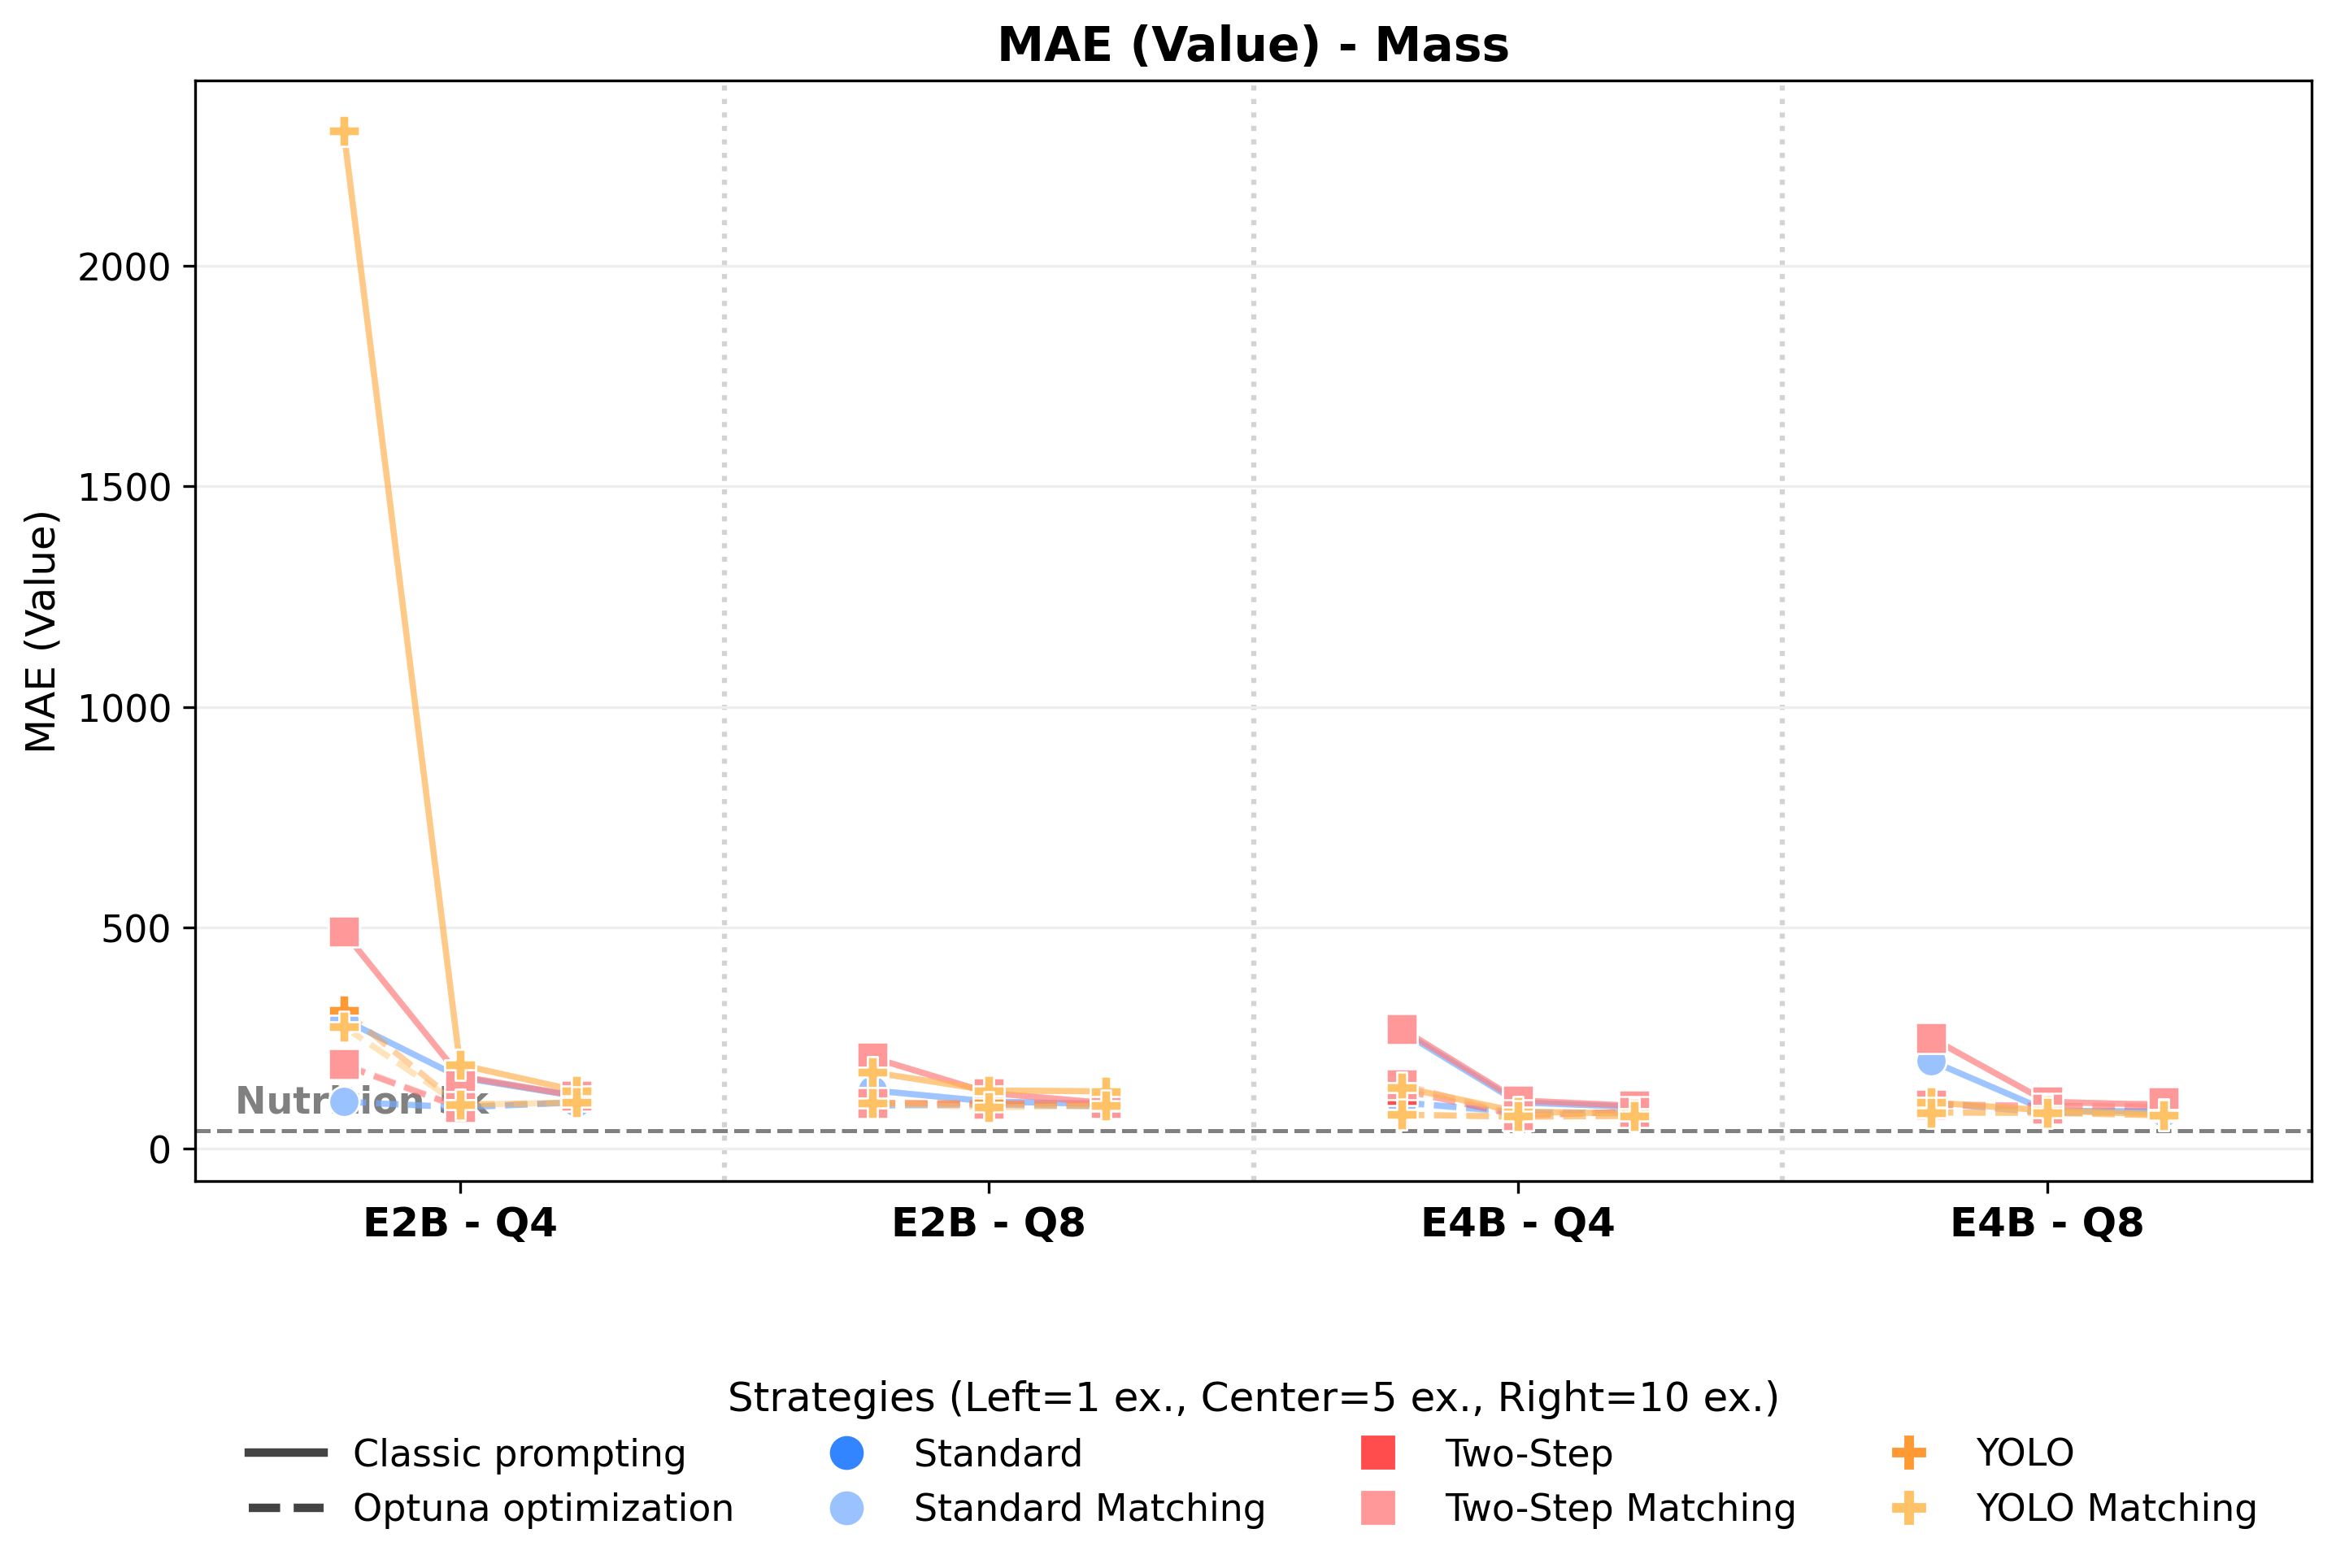 MAE (Value) - Mass
MAE (Value)
2000
1500
1000
500
0
E2B - Q4
E2B - Q8
E4B - Q4
E4B - Q8
Strategies (Left=1 ex., Center=5 ex., Right=10 ex.)
Classic prompting
Optuna optimization
Standard
Standard Matching
Two-Step
Two-Step Matching
YOLO
YOLO Matching